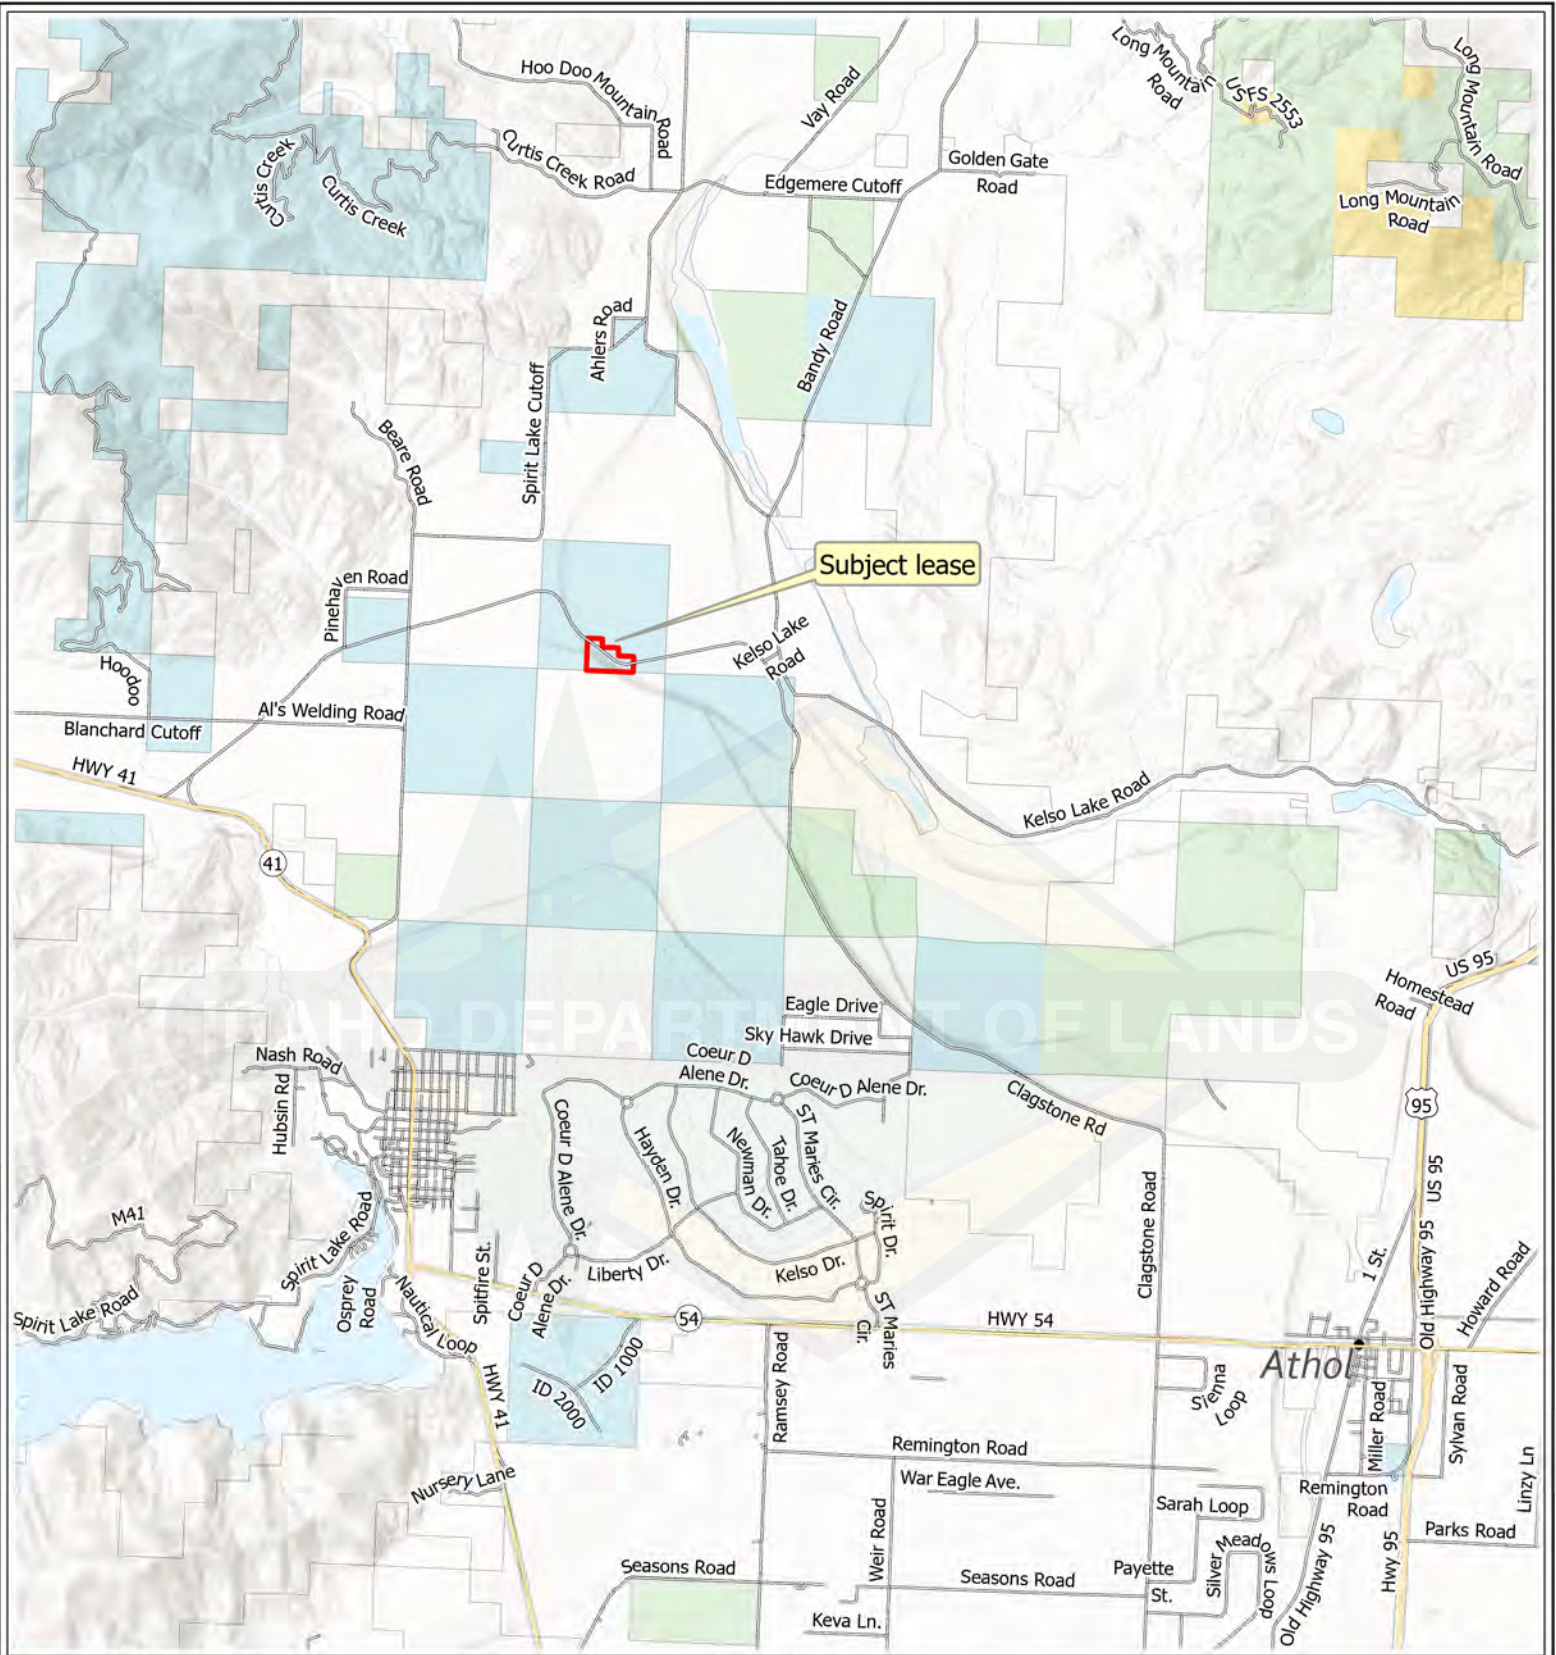 Long Mountain
Road
USFS 2553
Long Mountain Road
Hoo Doo Mountain Road
Vay Road
Curtis Creek
Curtis Creek
Curtis Creek Road
Edgemere Cutoff
Golden Gate
Road
Long Mountain
Road
Ahlers Road
Bandy Road
Spirit Lake Cutoff
Beare Road
Subject lease
Pinehaven Road
Kelso Lake
Road
Hoodoo
Al's Welding Road
Blanchard Cutoff
HWY 41
Kelso Lake Road
41
US 95
Homestead
Road
IDAHO DEPARTMENT OF LANDS
Eagle Drive
Sky Hawk Drive
Nash Road
Coeur D
Alene Dr.
Coeur D Alene Dr.
Hubsin Rd
Clagstone Rd
95
Coeur D Alene Dr.
Hayden Dr.
Newman Dr.
Tahoe Dr.
ST Maries Cir.
US 95
Clagstone Road
M41
Spirit Lake Road
Spirit Dr.
Spitfire St.
Liberty Dr.
Kelso Dr.
1 St.
Old Highway 95
Howard Road
Spirit Lake Road
Osprey
Road
Nautical Loop
Coeur D
Alene Dr.
54
ST Maries
Cir.
HWY 54
Athol
HWY 41
ID 1000
ID 2000
Ramsey Road
Sienna
Loop
Miller Road
Sylvan Road
Remington Road
Nursery Lane
War Eagle Ave.
Sarah Loop
Remington
Road
Linzy Ln
Weir Road
Parks Road
Seasons Road
Seasons Road
Payette
St.
Silver Meadows Loop
Old Highway 95
Hwy 95
Keva Ln.